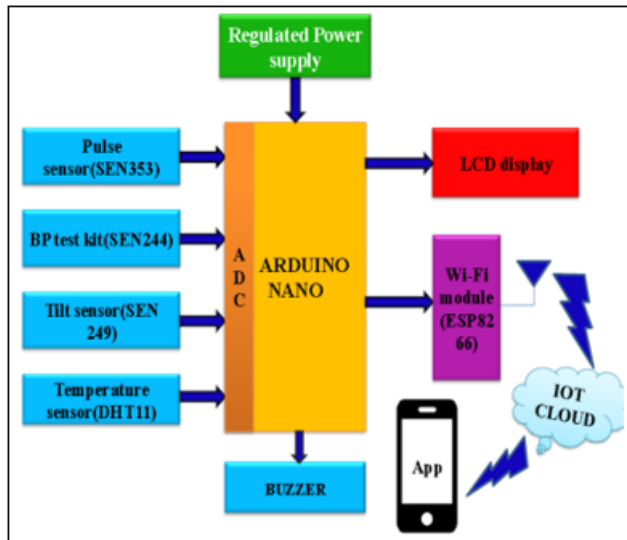 Regulated Power
supply
Pulse
sensor(SEN353)
BP test kit(SEN244)
Tilt sensor(SEN
249)
Temperature
sensor(DHT11)
A
D
C
ARDUINO
NANO
LCD display
Wi-Fi
module
(ESP82
66)
IOT
CLOUD
App
BUZZER